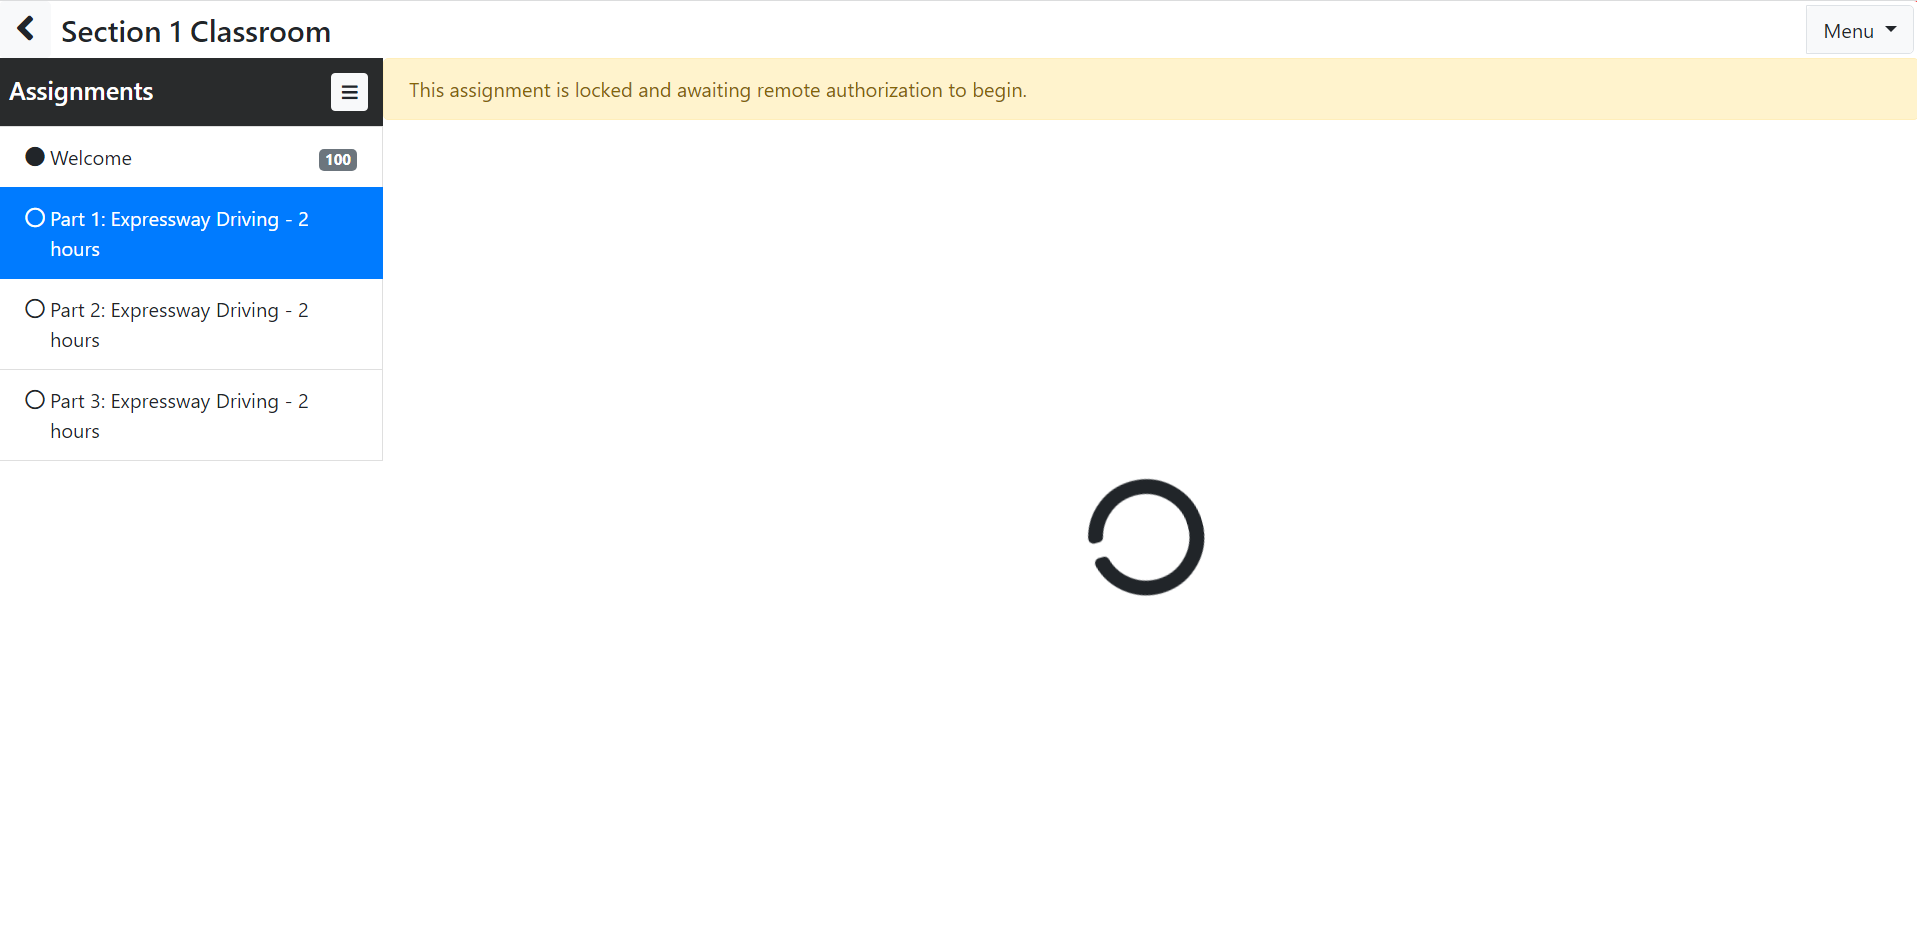 Section 1 Classroom
Menu
Assignments
This assignment is locked and awaiting remote authorization to begin.
Welcome
100
Part 1: Expressway Driving - 2
hours
Part 2: Expressway Driving - 2
hours
Part 3: Expressway Driving - 2
hours